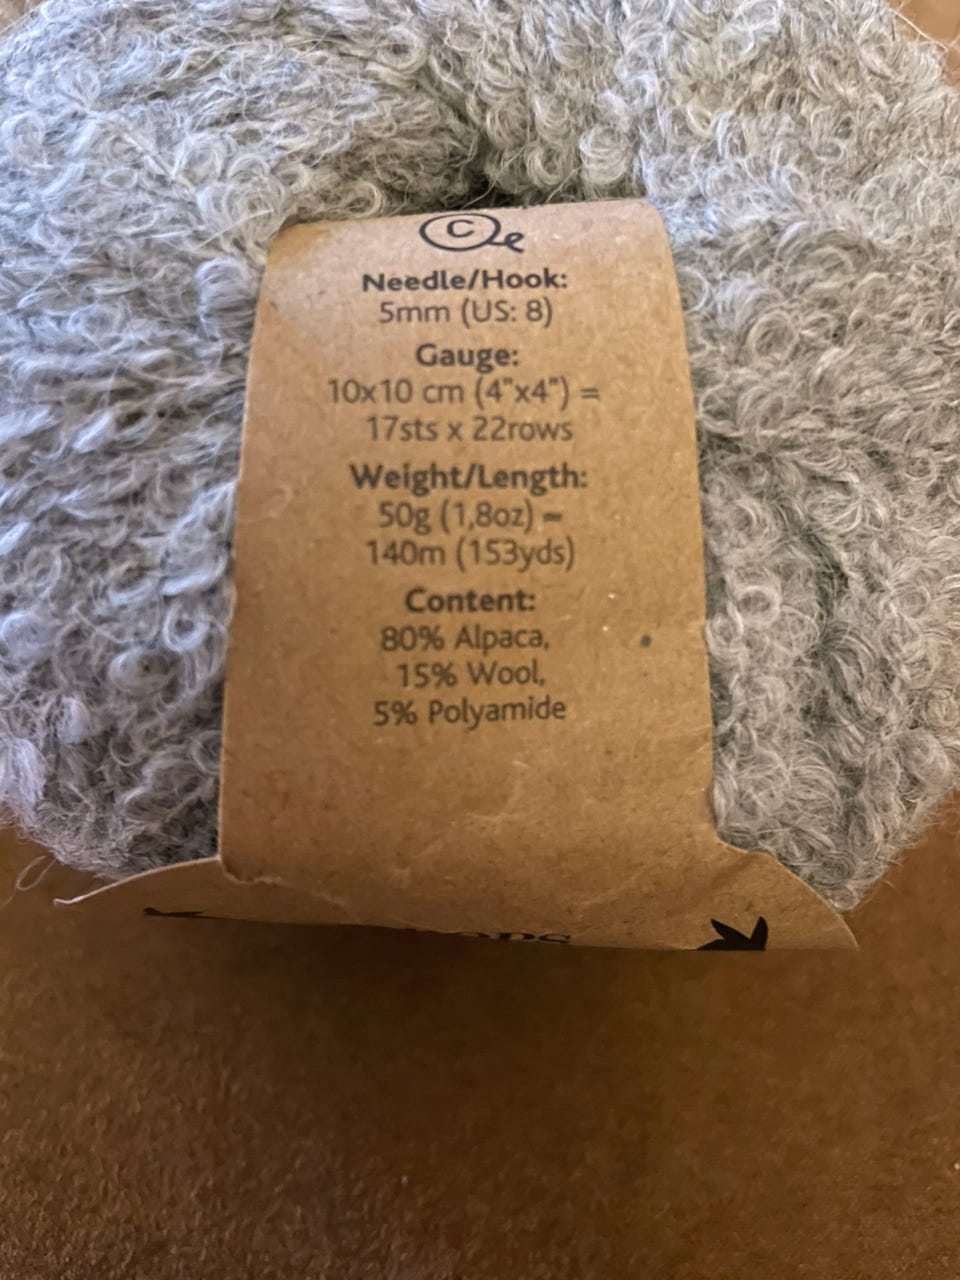 C
Needle/Hook:
5mm (US: 8)
Gauge:
10x10 cm (4"x4") =
17sts x 22rows
Weight/Length:
50g (1,8oz) =
140m (153yds)
Content:
80% Alpaca,
15% Wool,
5% Polyamide